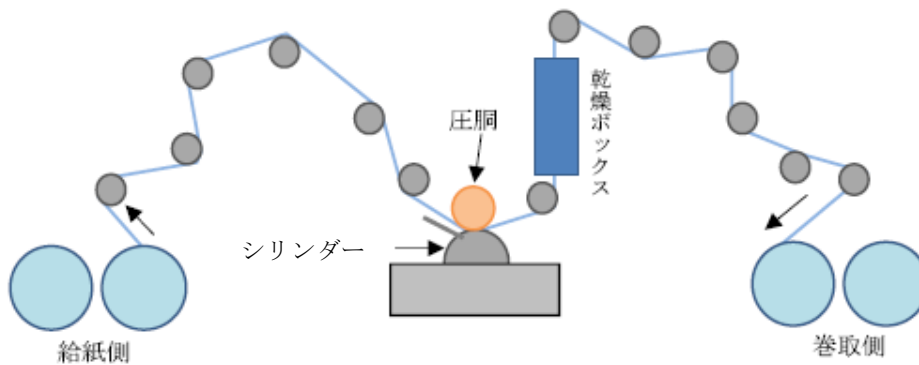 圧胴
乾燥ボックス
シリンダー
給紙側
巻取側